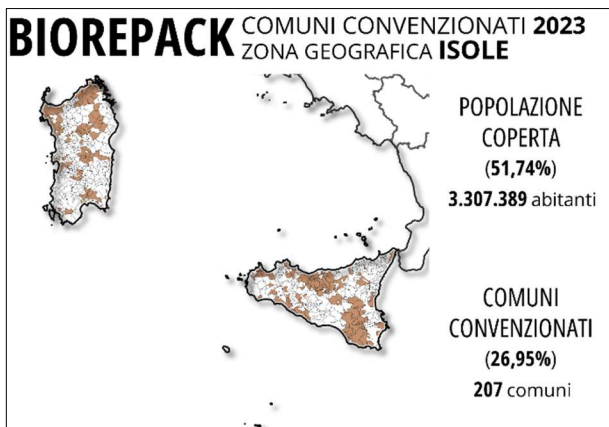 BIOREPACK COMUNI CONVENZIONATI 2023
ZONA GEOGRAFICA ISOLE
POPOLAZIONE
COPERTA
(51,74%)
3.307.389 abitanti
COMUNI
CONVENZIONATI
(26,95%)
207 comuni